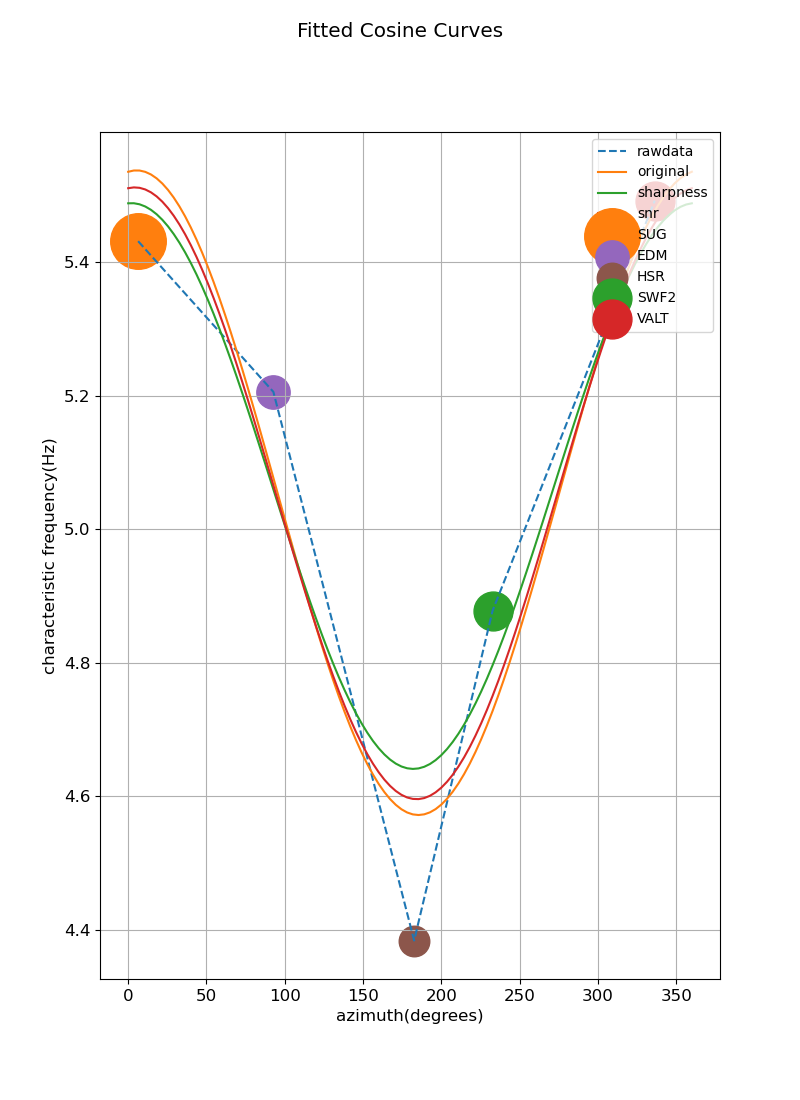 Fitted Cosine Curves
rawdata
original
sharpness
snr
SUG
EDM
HSR
SWF2
VALT
5.4
5.2
5.0
4.8
4.6
4.4
characteristic frequency(Hz)
0 50 100 150 200 250 300 350
azimuth(degrees)